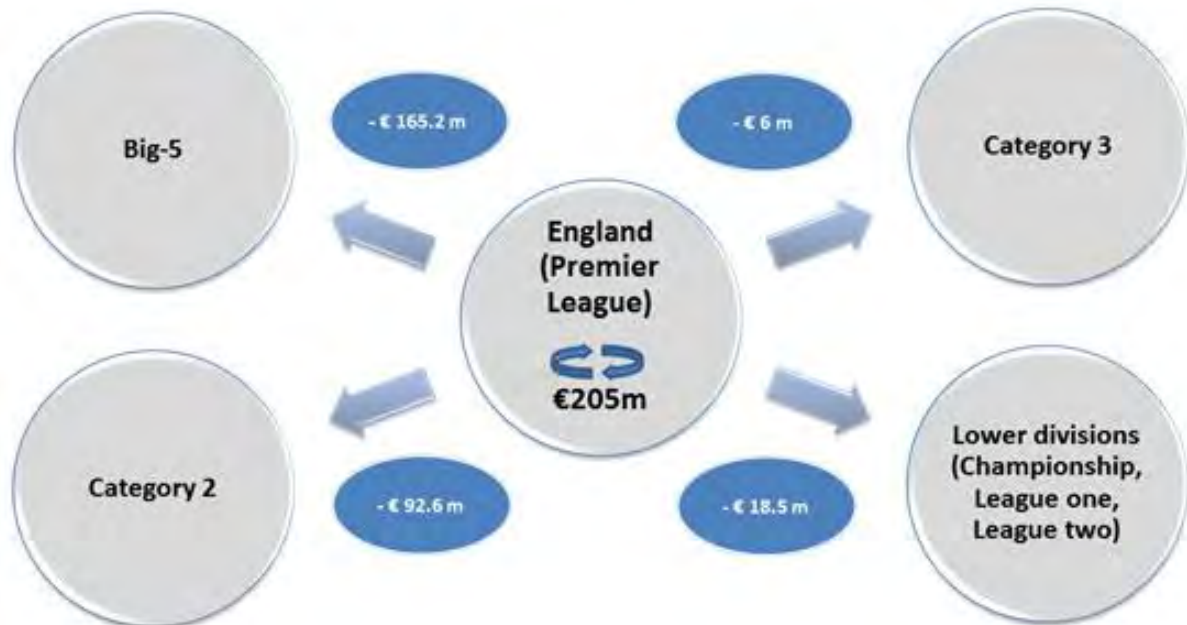 Big-5
- € 165.2 m
- € 6 m
Category 3
England
(Premier
League)
€205m
Category 2
- € 92.6 m
- € 18.5 m
Lower divisions
(Championship,
League one,
League two)